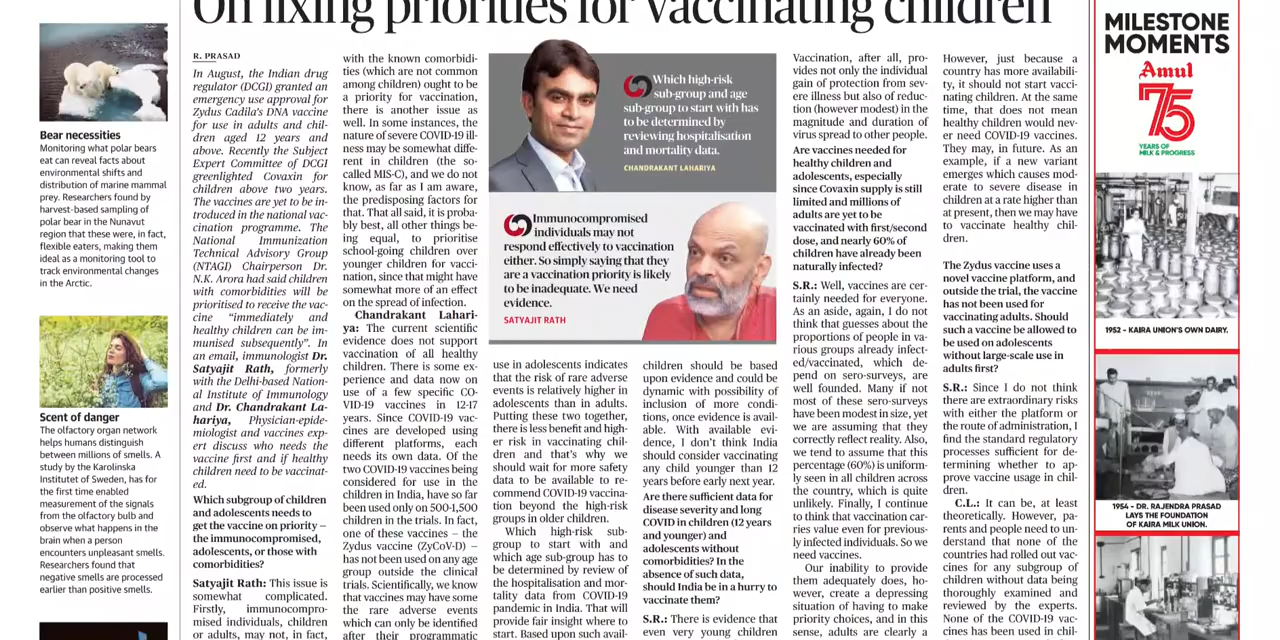 On fixing priorities for vaccinating children
Bear necessities
Monitoring what polar bears
eat can reveal facts about
environmental shifts and
distribution of marine mammal
prey. Researchers found by
harvest-based sampling of
polar bear in the Nunavut
region that these were, in fact,
flexible eaters, making them
ideal as a monitoring tool to
track environmental changes
in the Arctic.
Scent of danger
The olfactory organ network
helps humans distinguish
between millions of smells. A
study by the Karolinska
Institutet of Sweden, has for
the first time enabled
measurement of the signals
from the olfactory bulb and
observe what happens in the
brain when a person
encounters unpleasant smells.
Researchers found that
negative smells are processed
earlier than positive smells.
R. PRASAD
In August, the Indian drug
regulator (DCGI) granted an
emergency use approval for
Zydus Cadila's DNA vaccine
for use in adults and chil-
dren aged 12 years and
above. Recently the Subject
Expert Committee of DCGI
greenlighted Covaxin for
children above two years.
The vaccines are yet to be in-
troduced in the national vac-
cination programme. The
National Immunization
Technical Advisory Group
(NTAGI) Chairperson Dr.
N.K. Arora had said children
with comorbidities will be
prioritised to receive the vac-
cine “immediately and
healthy children can be im-
munised subsequently”. In
an email, immunologist Dr.
Satyajit Rath, formerly
with the Delhi-based Nation-
al Institute of Immunology
and Dr. Chandrakant La-
hariya, Physician-epide-
miologist and vaccines exp-
ert discuss who needs the
vaccine first and if healthy
children need to be vaccinat-
ed.
Which subgroup of children
and adolescents needs to
get the vaccine on priority –
the immunocompromised,
adolescents, or those with
comorbidities?
Satyajit Rath: This issue is
somewhat complicated.
Firstly, immunocompro-
mised individuals, children
or adults, may not, in fact,
with the known comorbidi-
ties (which are not common
among children) ought to be
a priority for vaccination,
there is another issue as
well. In some instances, the
nature of severe COVID-19 ill-
ness may be somewhat diffe-
rent in children (the so-
called MIS-C), and we do not
know, as far as I am aware,
the predisposing factors for
that. That all said, it is proba-
bly best, all other things be-
ing equal, to prioritise
school-going children over
younger children for vacci-
nation, since that might have
somewhat more of an effect
on the spread of infection.
Chandrakant Lahari-
ya: The current scientific
evidence does not support
vaccination of all healthy
children. There is some ex-
perience and data now on
use of a few specific CO-
VID-19 vaccines in 12-17
years. Since COVID-19 vac-
cines are developed using
different platforms, each
needs its own data. Of the
two COVID-19 vaccines being
considered for use in the
children in India, have so far
been used only on 500-1,500
children in the trials. In fact,
one of these vaccines – the
Zydus vaccine (ZyCoV-D) –
has not been used on any age
group outside the clinical
trials. Scientifically, we know
that vaccines may have some
the rare adverse events
which can only be identified
after their programmatic
Which high-risk
sub-group and age
sub-group to start with has
to be determined by
reviewing hospitalisation
and mortality data.
CHANDRAKANT LAHARIYA
Immunocompromised
individuals may not
respond effectively to vaccination
either. So simply saying that they
are a vaccination priority is likely
to be inadequate. We need
evidence.
SATYAJIT RATH
use in adolescents indicates
that the risk of rare adverse
events is relatively higher in
adolescents than in adults.
Putting these two together,
there is less benefit and high-
er risk in vaccinating chil-
dren and that's why we
should wait for more safety
data to be available to re-
commend COVID-19 vaccina-
tion beyond the high-risk
groups in older children.
Which high-risk sub-
group to start with and
which age sub-group has to
be determined by review of
the hospitalisation and mor-
tality data from COVID-19
pandemic in India. That will
provide fair insight where to
start. Based upon such avail-
children should be based
upon evidence and could be
dynamic with possibility of
inclusion of more condi-
tions, once evidence is avail-
able. With available evi-
dence, I don't think India
should consider vaccinating
any child younger than 12
years before early next year.
Are there sufficient data for
disease severity and long
COVID in children (12 years
and younger) and
adolescents without
comorbidities? In the
absence of such data,
should India be in a hurry to
vaccinate them?
S.R.: There is evidence that
even very young children
Vaccination, after all, pro-
vides not only the individual
gain of protection from sev-
ere illness but also of reduc-
tion (however modest) in the
magnitude and duration of
virus spread to other people.
Are vaccines needed for
healthy children and
adolescents, especially
since Covaxin supply is still
limited and millions of
adults are yet to be
vaccinated with first/second
dose, and nearly 60% of
children have already been
naturally infected?
S.R.: Well, vaccines are cer-
tainly needed for everyone.
As an aside, again, I do not
think that guesses about the
proportions of people in va-
rious groups already infect-
ed/vaccinated, which de-
pend on sero-surveys, are
well founded. Many if not
most of these sero-surveys
have been modest in size, yet
we are assuming that they
correctly reflect reality. Also,
we tend to assume that this
percentage (60%) is uniform-
ly seen in all children across
the country, which is quite
unlikely. Finally, I continue
to think that vaccination car-
ries value even for previous-
ly infected individuals. So we
need vaccines.
Our inability to provide
them adequately does, ho-
wever, create a depressing
situation of having to make
priority choices, and in this
sense, adults are clearly a
However, just because a
country has more availabili-
ty, it should not start vacci-
nating children. At the same
time, that does not mean
healthy children would nev-
er need COVID-19 vaccines.
They may, in future. As an
example, if a new variant
emerges which causes mod-
erate to severe disease in
children at a rate higher than
at present, then we may have
to vaccinate healthy chil-
dren.
The Zydus vaccine uses a
novel vaccine platform, and
outside the trial, the vaccine
has not been used for
vaccinating adults. Should
such a vaccine be allowed to
be used on adolescents
without large-scale use in
adults first?
S.R.: Since I do not think
there are extraordinary risks
with either the platform or
the route of administration, I
find the standard regulatory
processes sufficient for de-
termining whether to ap-
prove vaccine usage in chil-
dren.
C.L.: It can be, at least
theoretically. However, pa-
rents and people need to un-
derstand that none of the
countries had rolled out vac-
cines for any subgroup of
children without data being
thoroughly examined and
reviewed by the experts.
None of the COVID-19 vac-
cines has been used in chil-
MILESTONE
MOMENTS
Amul
75
YEARS OF
MILK & PROGRESS
1952 - KAIRA UNION'S OWN DAIRY.
1954 - DR. RAJENDRA PRASAD
LAYS THE FOUNDATION
OF KAIRA MILK UNION.